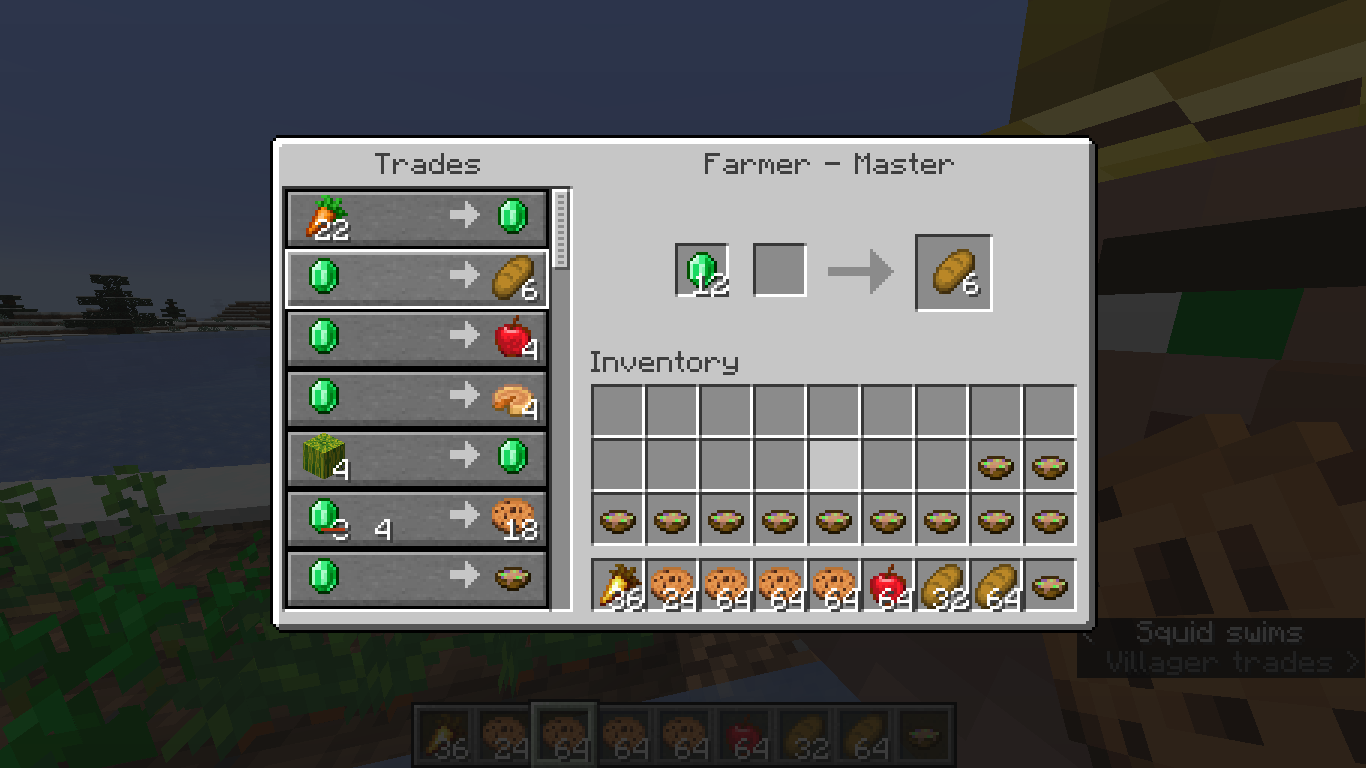 Trades
Farmer - Master
22
6
12
6
4
4
Inventory
4
3 4 18
36 24 64 64 64 64 32 64
< Squid swims
Villager trades >
36 24 64 64 64 64 32 64